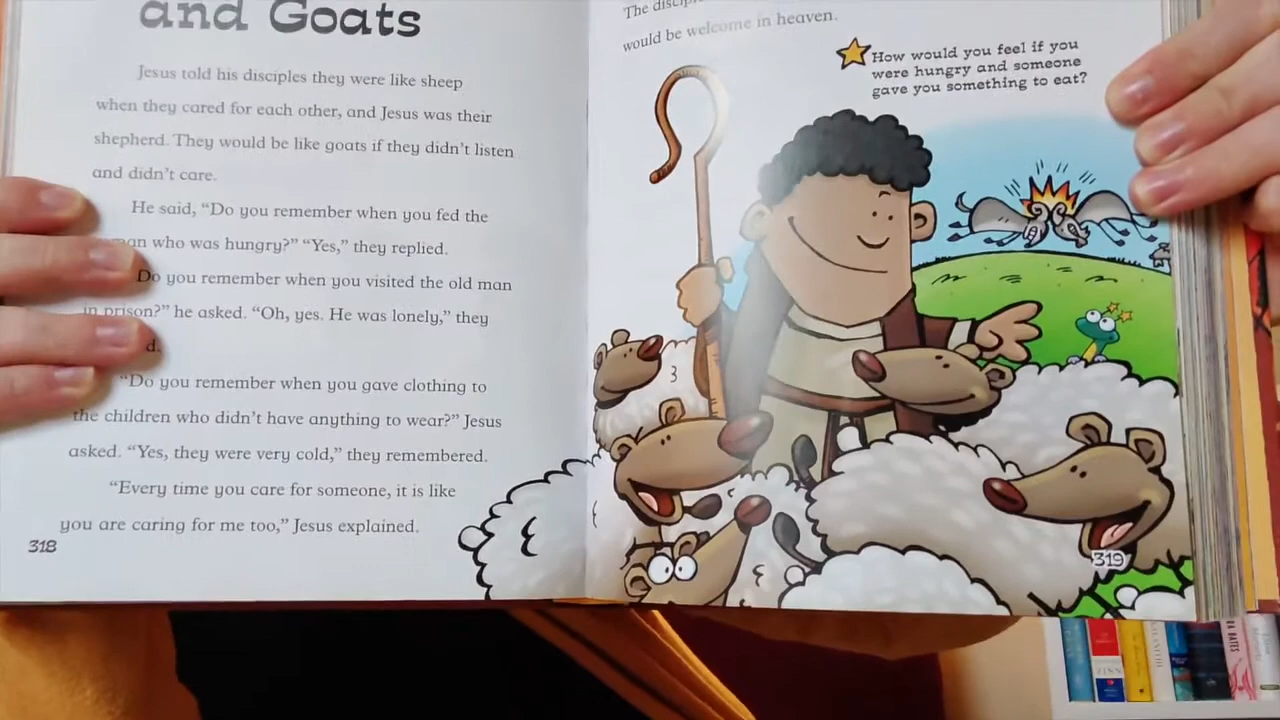 and Goats
Jesus told his disciples they were like sheep
when they cared for each other, and Jesus was their
shepherd. They would be like goats if they didn't listen
and didn't care.
He said, "Do you remember when you fed the
who was hungry?" "Yes," they replied.
Do you remember when you visited the old man
in prison?" he asked. "Oh, yes. He was lonely," they
d.
"Do you remember when you gave clothing to
the children who didn't have anything to wear?" Jesus
asked. "Yes, they were very cold," they remembered.
"Every time you care for someone, it is like
you are caring for me too," Jesus explained.
318
The
would be welcome in heaven.
How would you feel if you
were hungry and someone
gave you something to eat?
319